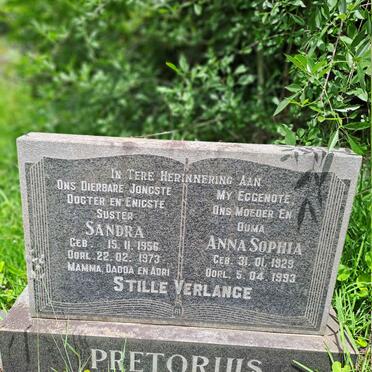 IN TERE HERINNERING AAN
ONS DIERBARE JONGSTE
DOGTER EN ENIGSTE
SUSTER
SANDRA
GEB. 15. 11. 1956
OORL. 22. 02. 1973
MAMMA, DADDA EN ADRI
MY EGGENOTE
ONS MOEDER EN
OUMA
ANNA SOPHIA
GEB. 31. 01. 1929
OORL. 5. 04. 1993
STILLE VERLANGE
PRETORIUS